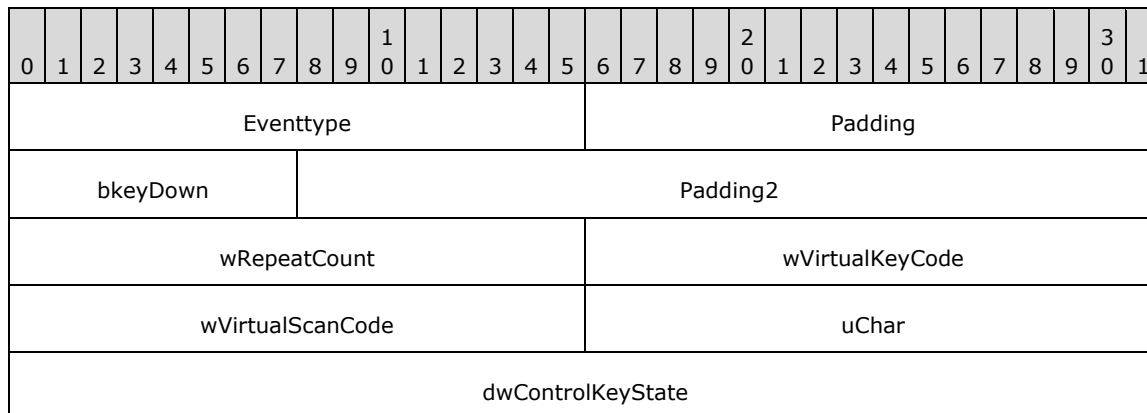 1 2 3
0 1 2 3 4 5 6 7 8 9 0 1 2 3 4 5 6 7 8 9 0 1 2 3 4 5 6 7 8 9 0 1
Eventtype Padding
bkeyDown Padding2
wRepeatCount wVirtualKeyCode
wVirtualScanCode uChar
dwControlKeyState